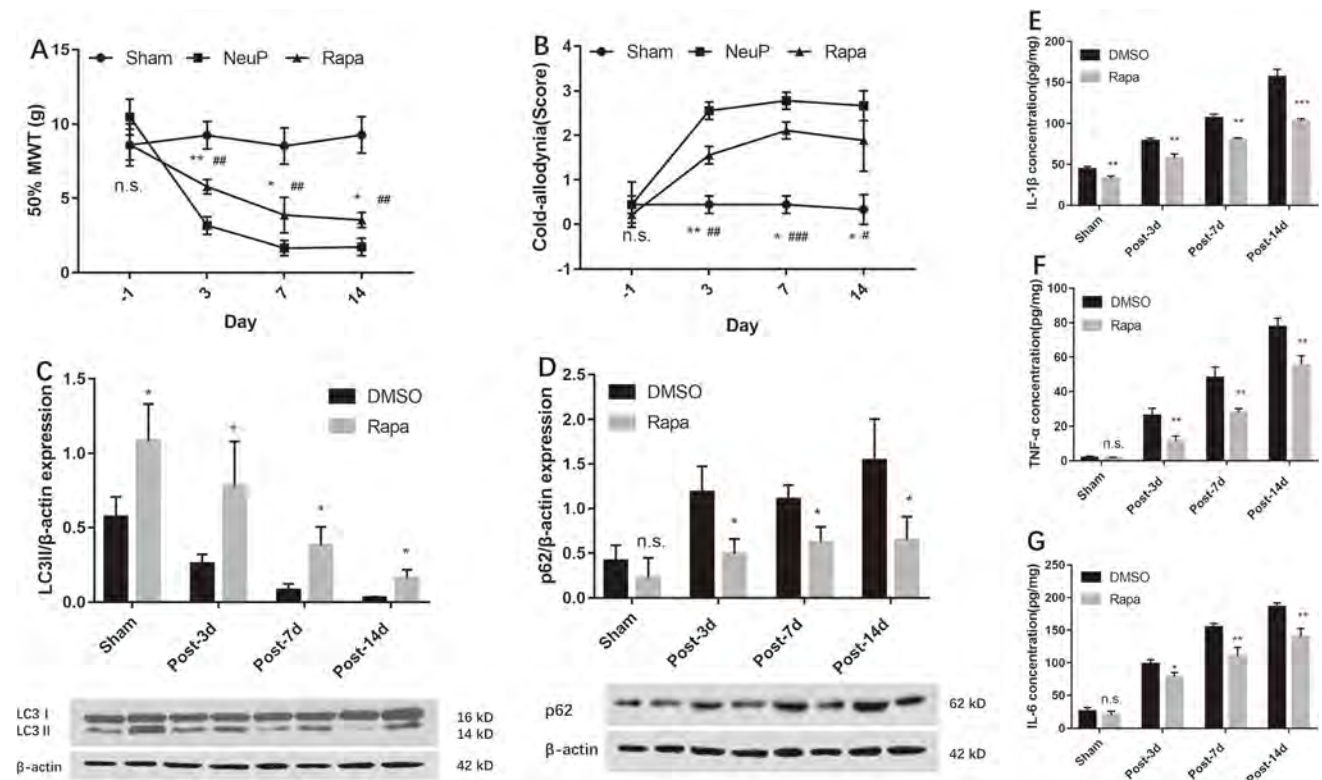 A
Sham NeuP Rapa
50% MWT (g)
15
10
5
0
n.s.
** ##
* ##
* ##
-1 3 7 14
Day
B
Sham NeuP Rapa
Cold-allodynia(Score)
4
3
2
1
0
-1
n.s.
** ##
* ###
* #
-1 3 7 14
Day
C
LC3II/β-actin expression
1.5
1.0
0.5
0.0
DMSO
Rapa
*
*
*
*
Sham Post-3d Post-7d Post-14d
LC3 I 16 kD
LC3 II 14 kD
β-actin 42 kD
D
p62/β-actin expression
2.5
2.0
1.5
1.0
0.5
0.0
DMSO
Rapa
n.s.
*
*
*
Sham Post-3d Post-7d Post-14d
p62 62 kD
β-actin 42 kD
E
IL-1β concentration(pg/mg)
200
150
100
50
0
DMSO
Rapa
**
**
**
***
Sham Post-3d Post-7d Post-14d
F
TNF-α concentration(pg/mg)
100
80
60
40
20
0
DMSO
Rapa
n.s.
**
**
**
Sham Post-3d Post-7d Post-14d
G
IL-6 concentration(pg/mg)
250
200
150
100
50
0
DMSO
Rapa
n.s.
*
**
**
Sham Post-3d Post-7d Post-14d